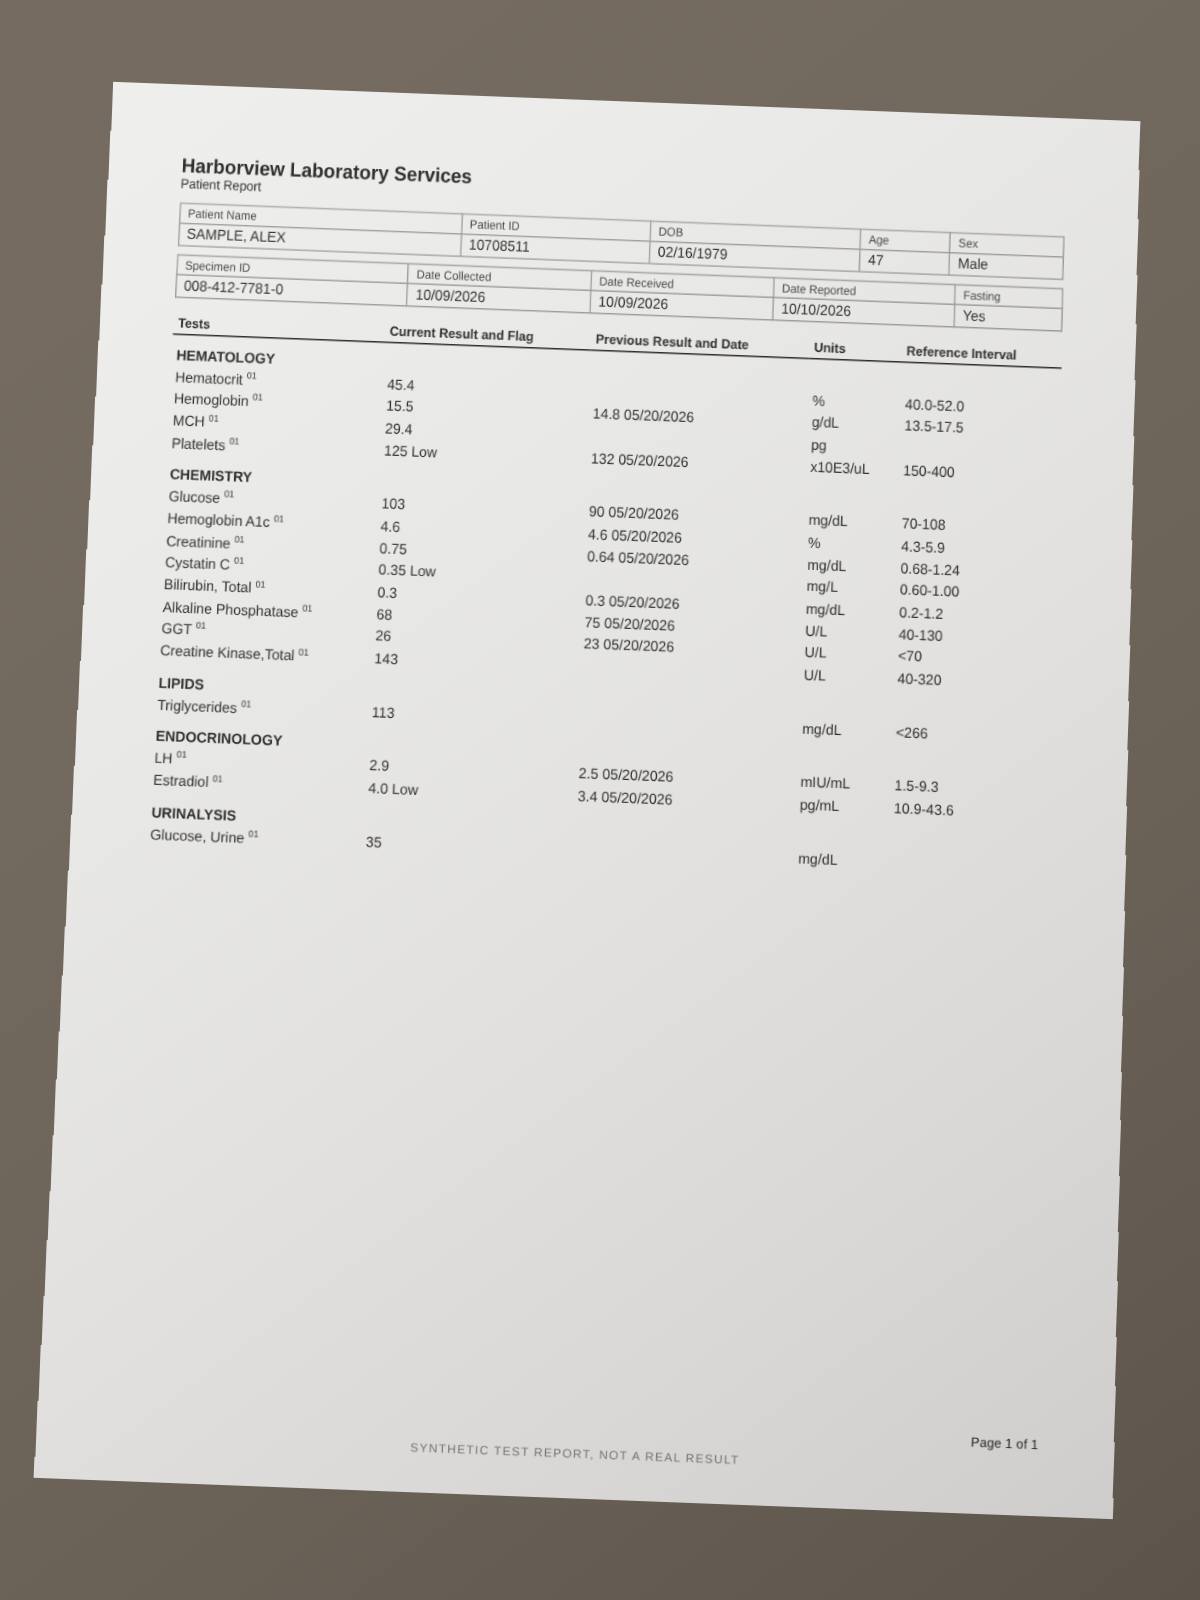 Harborview Laboratory Services
Patient Report
Patient Name Patient ID DOB Age Sex
SAMPLE, ALEX 10708511 02/16/1979 47 Male
Specimen ID Date Collected Date Received Date Reported Fasting
008-412-7781-0 10/09/2026 10/09/2026 10/10/2026 Yes
Tests Current Result and Flag Previous Result and Date Units Reference Interval
HEMATOLOGY
Hematocrit 01 45.4 % 40.0-52.0
Hemoglobin 01 15.5 14.8 05/20/2026 g/dL 13.5-17.5
MCH 01 29.4 pg
Platelets 01 125 Low 132 05/20/2026 x10E3/uL 150-400
CHEMISTRY
Glucose 01 103 90 05/20/2026 mg/dL 70-108
Hemoglobin A1c 01 4.6 4.6 05/20/2026 % 4.3-5.9
Creatinine 01 0.75 0.64 05/20/2026 mg/dL 0.68-1.24
Cystatin C 01 0.35 Low mg/L 0.60-1.00
Bilirubin, Total 01 0.3 0.3 05/20/2026 mg/dL 0.2-1.2
Alkaline Phosphatase 01 68 75 05/20/2026 U/L 40-130
GGT 01 26 23 05/20/2026 U/L <70
Creatine Kinase,Total 01 143 U/L 40-320
LIPIDS
Triglycerides 01 113 mg/dL <266
ENDOCRINOLOGY
LH 01 2.9 2.5 05/20/2026 mIU/mL 1.5-9.3
Estradiol 01 4.0 Low 3.4 05/20/2026 pg/mL 10.9-43.6
URINALYSIS
Glucose, Urine 01 35 mg/dL
Page 1 of 1
SYNTHETIC TEST REPORT, NOT A REAL RESULT